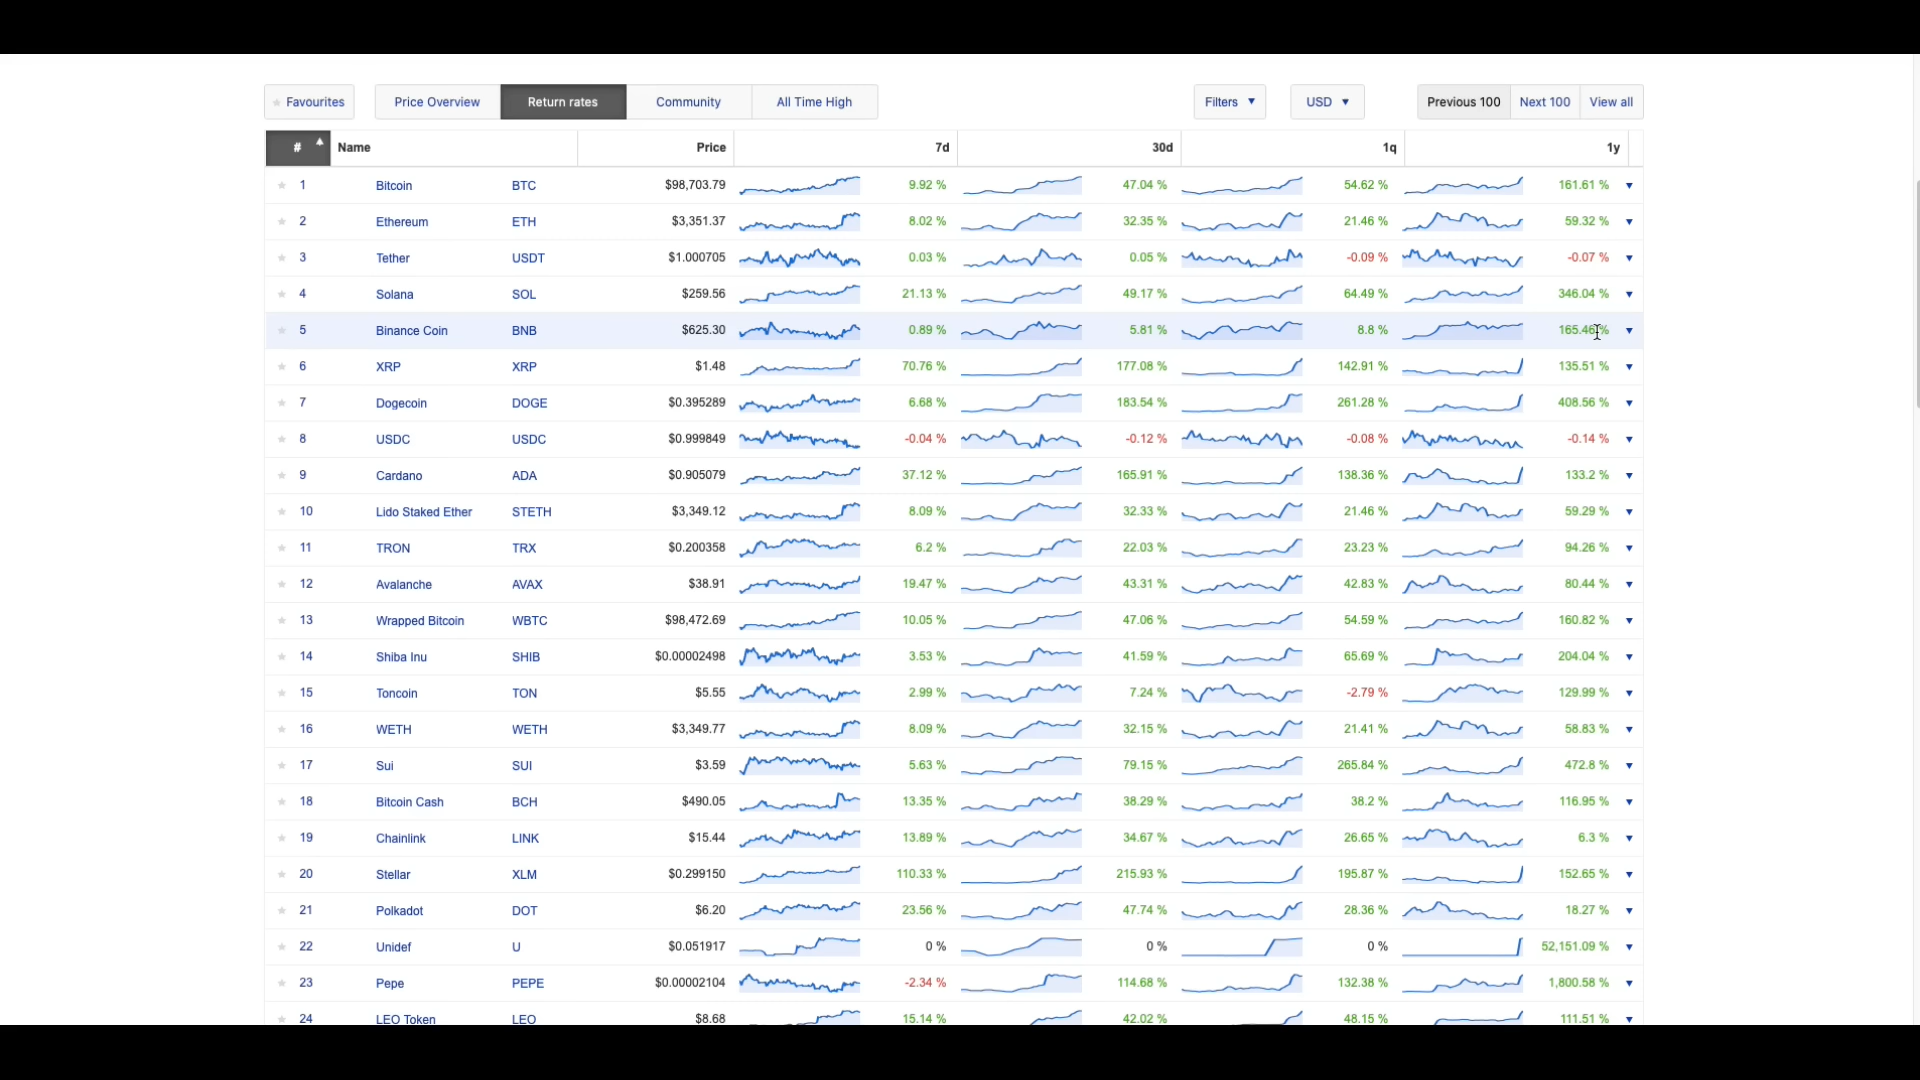 Favourites Price Overview Return rates Community All Time High Filters USD Previous 100 Next 100 View all
# Name Price 7d 30d 1q 1y
1 Bitcoin BTC $98,703.79 9.92 % 47.04 % 54.62 % 161.61 %
2 Ethereum ETH $3,351.37 8.02 % 32.35 % 21.46 % 59.32 %
3 Tether USDT $1.000705 0.03 % 0.05 % -0.09 % -0.07 %
4 Solana SOL $259.56 21.13 % 49.17 % 64.49 % 346.04 %
5 Binance Coin BNB $625.30 0.89 % 5.81 % 8.8 % 165.46 %
6 XRP XRP $1.48 70.76 % 177.08 % 142.91 % 135.51 %
7 Dogecoin DOGE $0.395289 6.68 % 183.54 % 261.28 % 408.56 %
8 USDC USDC $0.999849 -0.04 % -0.12 % -0.08 % -0.14 %
9 Cardano ADA $0.905079 37.12 % 165.91 % 138.36 % 133.2 %
10 Lido Staked Ether STETH $3,349.12 8.09 % 32.33 % 21.46 % 59.29 %
11 TRON TRX $0.200358 6.2 % 22.03 % 23.23 % 94.26 %
12 Avalanche AVAX $38.91 19.47 % 43.31 % 42.83 % 80.44 %
13 Wrapped Bitcoin WBTC $98,472.69 10.05 % 47.06 % 54.59 % 160.82 %
14 Shiba Inu SHIB $0.00002498 3.53 % 41.59 % 65.69 % 204.04 %
15 Toncoin TON $5.55 2.99 % 7.24 % -2.79 % 129.99 %
16 WETH WETH $3,349.77 8.09 % 32.15 % 21.41 % 58.83 %
17 Sui SUI $3.59 5.63 % 79.15 % 265.84 % 472.8 %
18 Bitcoin Cash BCH $490.05 13.35 % 38.29 % 38.2 % 116.95 %
19 Chainlink LINK $15.44 13.89 % 34.67 % 26.65 % 6.3 %
20 Stellar XLM $0.299150 110.33 % 215.93 % 195.87 % 152.65 %
21 Polkadot DOT $6.20 23.56 % 47.74 % 28.36 % 18.27 %
22 Unidef U $0.051917 0 % 0 % 0 % 52,151.09 %
23 Pepe PEPE $0.00002104 -2.34 % 114.68 % 132.38 % 1,800.58 %
24 LEO Token LEO $8.68 15.14 % 42.02 % 48.15 % 111.51 %